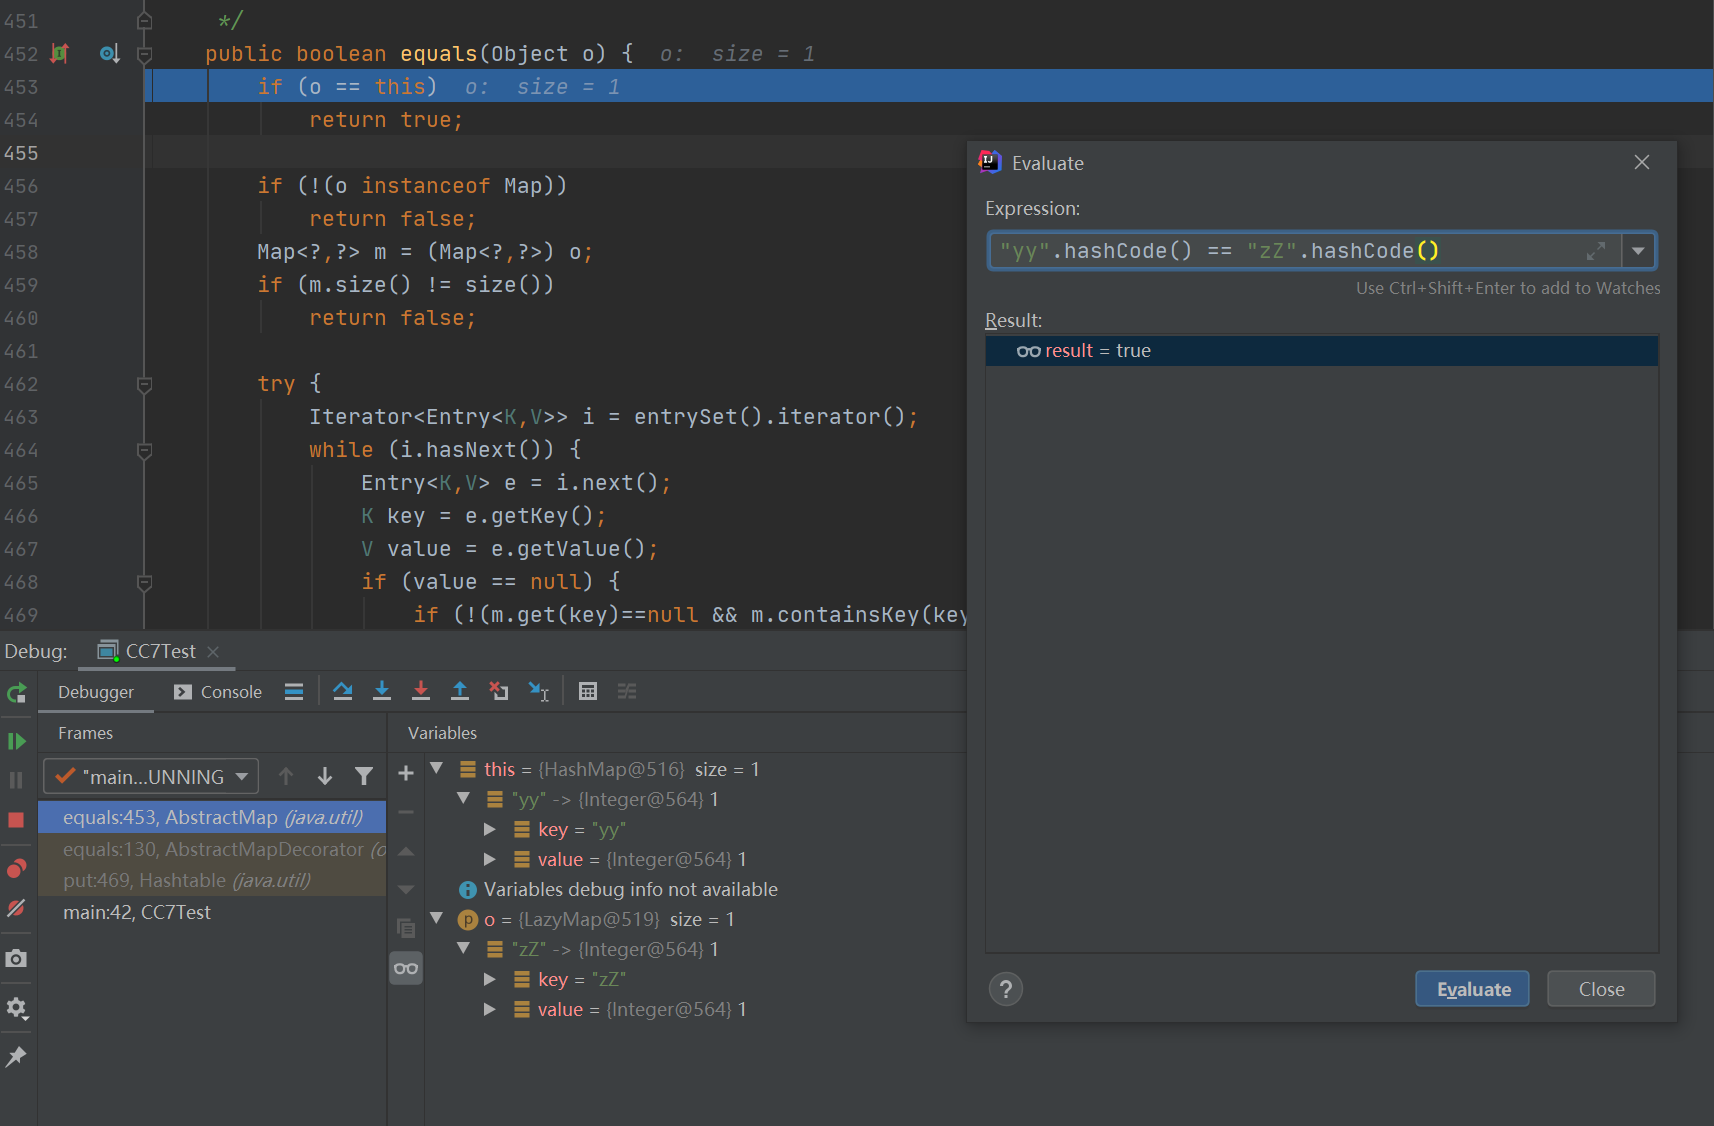 451 */
452 public boolean equals(Object o) { o: size = 1
453 if (o == this) o: size = 1
454 return true;
455
456 if (!(o instanceof Map))
457 return false;
458 Map<?,?> m = (Map<?,?>) o;
459 if (m.size() != size())
460 return false;
461
462 try {
463 Iterator<Entry<K,V>> i = entrySet().iterator();
464 while (i.hasNext()) {
465 Entry<K,V> e = i.next();
466 K key = e.getKey();
467 V value = e.getValue();
468 if (value == null) {
469 if (!(m.get(key)==null && m.containsKey(key
Evaluate
Expression:
"yy".hashCode() == "zZ".hashCode()
Use Ctrl+Shift+Enter to add to Watches
Result:
result = true
?
Evaluate Close
Debug: CC7Test
Debugger Console
Frames
"main...UNNING
equals:453, AbstractMap (java.util)
equals:130, AbstractMapDecorator (o
put:469, Hashtable (java.util)
main:42, CC7Test
Variables
this = {HashMap@516} size = 1
"yy" -> {Integer@564} 1
key = "yy"
value = {Integer@564} 1
Variables debug info not available
o = {LazyMap@519} size = 1
"zZ" -> {Integer@564} 1
key = "zZ"
value = {Integer@564} 1